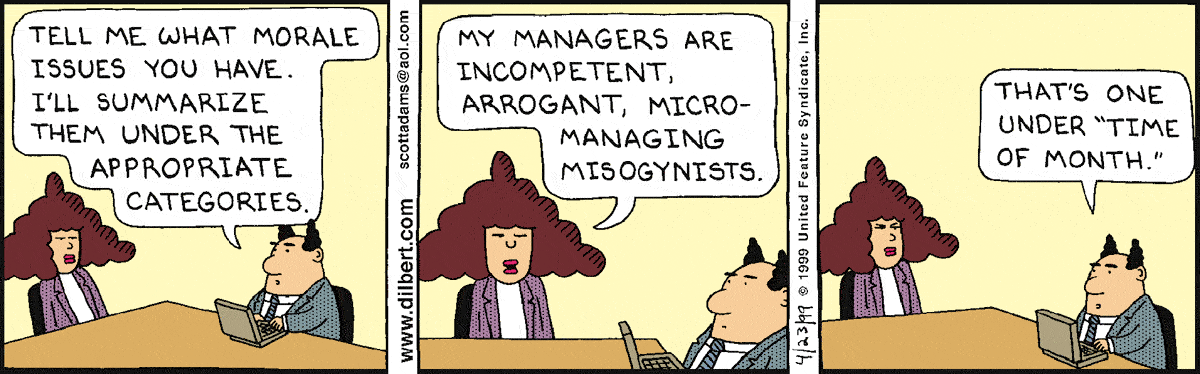 TELL ME WHAT MORALE
ISSUES YOU HAVE.
I'LL SUMMARIZE
THEM UNDER THE
APPROPRIATE
CATEGORIES.
www.dilbert.com
scottadams@aol.com
MY MANAGERS ARE
INCOMPETENT,
ARROGANT, MICRO-
MANAGING
MISOGYNISTS.
4/23/99 © 1999 United Feature Syndicate, Inc.
THAT'S ONE
UNDER "TIME
OF MONTH."